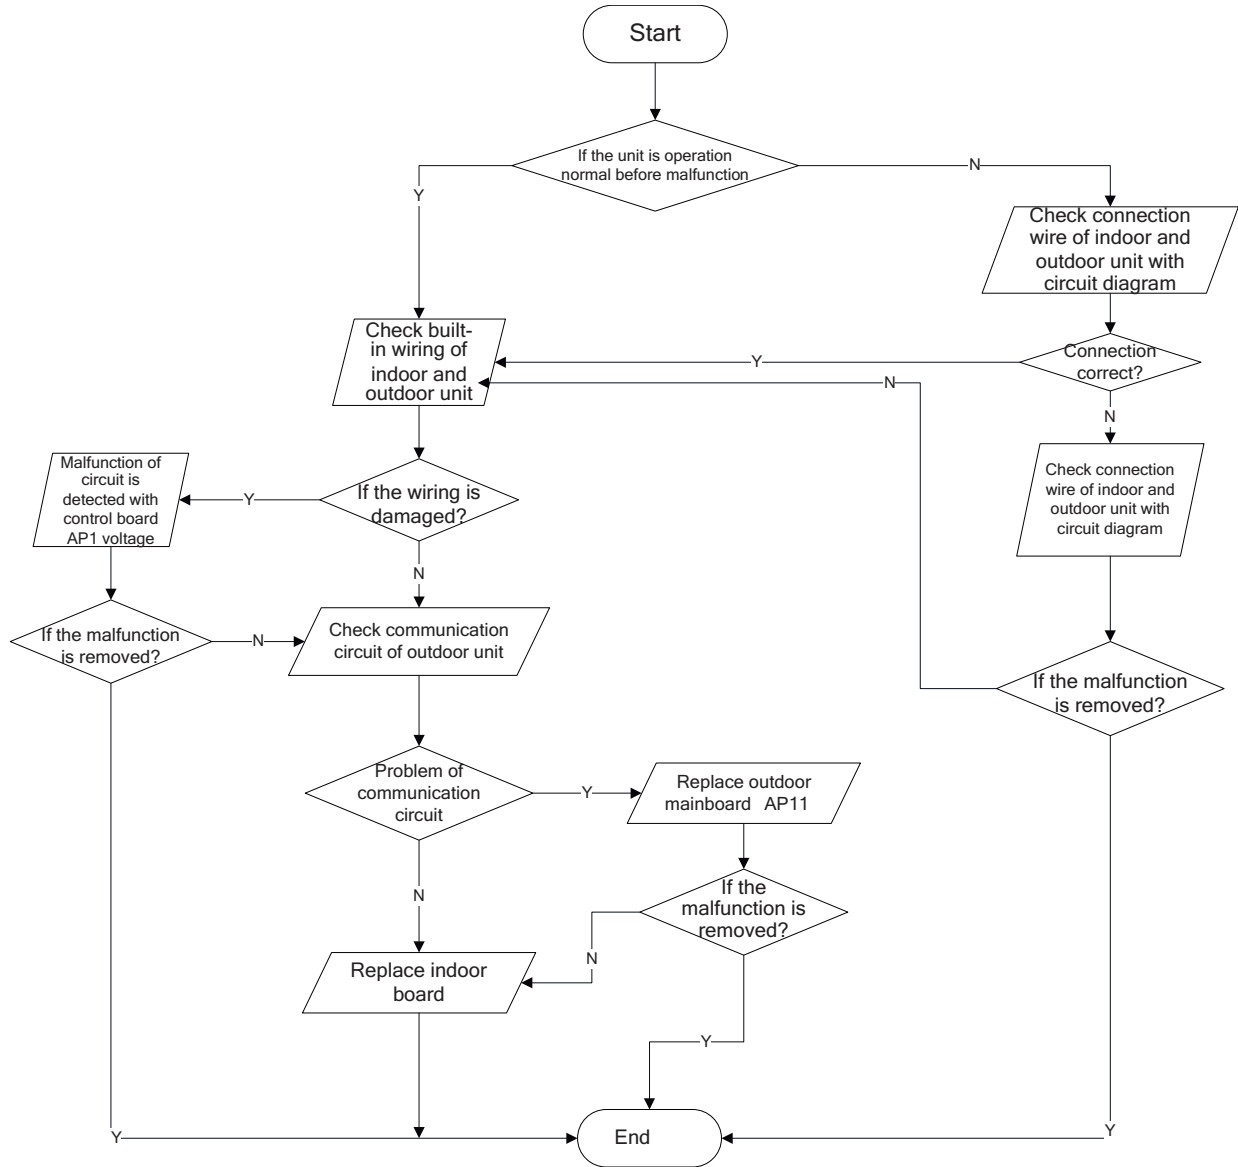 Start
If the unit is operation
normal before malfunction
N
Y
Check connection
wire of indoor and
outdoor unit with
circuit diagram
Check built-
in wiring of
indoor and
outdoor unit
Y
Connection
correct?
N
N
Malfunction of
circuit is
detected with
control board
AP1 voltage
Y
If the wiring is
damaged?
Check connection
wire of indoor and
outdoor unit with
circuit diagram
N
If the malfunction
is removed?
N
Check communication
circuit of outdoor unit
If the malfunction
is removed?
Problem of
communication
circuit
Y
Replace outdoor
mainboard AP11
N
If the
malfunction is
removed?
N
Replace indoor
board
Y
Y
End
Y